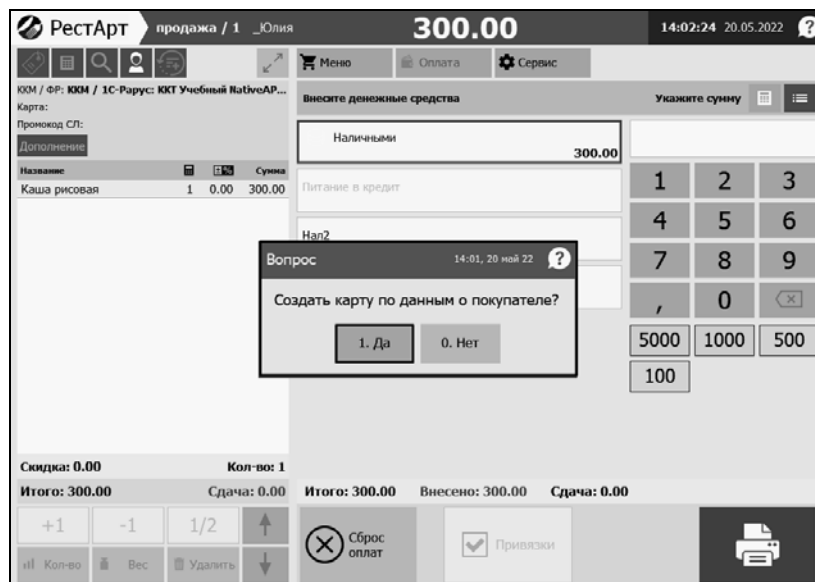 РестАрт продажа / 1 _Юлия 300.00 14:02:24 20.05.2022 ?
Меню Оплата Сервис
ККМ / ФР: ККМ / 1С-Рарус: ККТ Учебный NativeAP...
Карта:
Промокод СЛ:
Дополнение
Название Сумма
Каша рисовая 1 0.00 300.00
Скидка: 0.00 Кол-во: 1
Итого: 300.00 Сдача: 0.00
+1 -1 1/2
Кол-во Вес Удалить
Внесите денежные средства Укажите сумму
Наличными
300.00
Питание в кредит
Нал2
1 2 3
4 5 6
7 8 9
, 0
5000 1000 500
100
Вопрос 14:01, 20 май 22 ?
Создать карту по данным о покупателе?
1. Да 0. Нет
Итого: 300.00 Внесено: 300.00 Сдача: 0.00
Сброс
оплат
Привязки